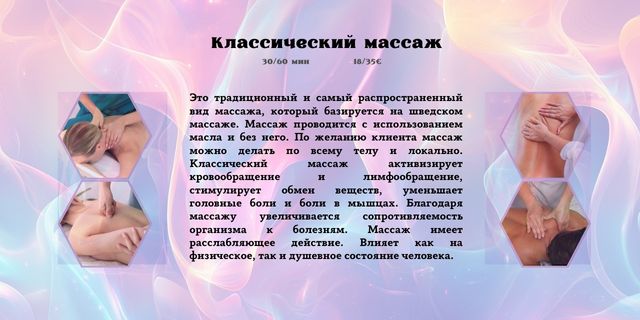 Классический массаж
30/60 мин 18/35€
Это традиционный и самый распространенный
вид массажа, который базируется на шведском
массаже. Массаж проводится с использованием
масла и без него. По желанию клиента массаж
можно делать по всему телу и локально.
Классический массаж активизирует
кровообращение и лимфообращение,
стимулирует обмен веществ, уменьшает
головные боли и боли в мышцах. Благодаря
массажу увеличивается сопротивляемость
организма к болезням. Массаж имеет
расслабляющее действие. Влияет как на
физическое, так и душевное состояние человека.